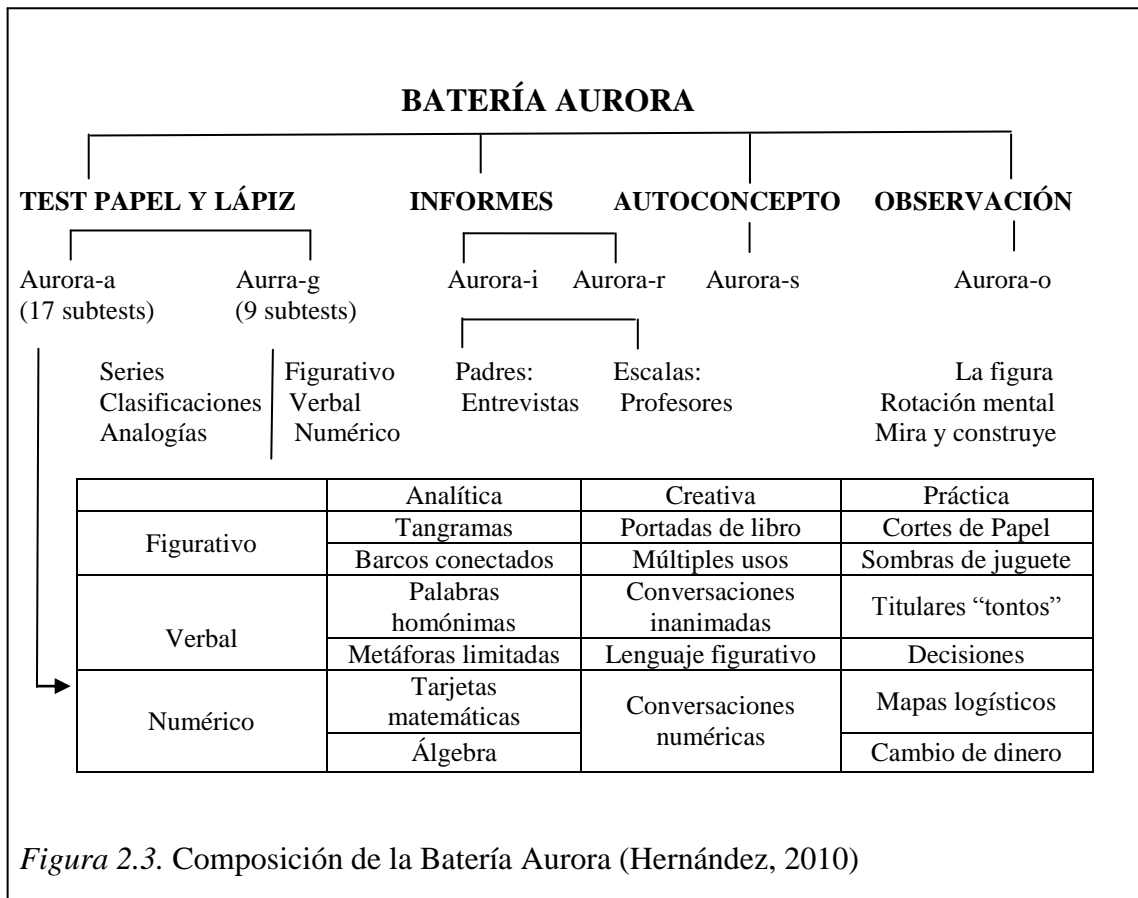 BATERÍA AURORA
TEST PAPEL Y LÁPIZ INFORMES AUTOCONCEPTO OBSERVACIÓN
Aurora-a Aurra-g Aurora-i Aurora-r Aurora-s Aurora-o
(17 subtests) (9 subtests)
Series Figurativo Padres: Escalas: La figura
Clasificaciones Verbal Entrevistas Profesores Rotación mental
Analogías Numérico Mira y construye
Analítica Creativa Práctica
Figurativo
Tangramas Portadas de libro Cortes de Papel
Barcos conectados Múltiples usos Sombras de juguete
Verbal
Palabras
homónimas
Conversaciones
inanimadas
Titulares “tontos”
Metáforas limitadas Lenguaje figurativo Decisiones
Numérico
Tarjetas
matemáticas
Conversaciones
numéricas
Mapas logísticos
Álgebra
Cambio de dinero
Figura 2.3. Composición de la Batería Aurora (Hernández, 2010)